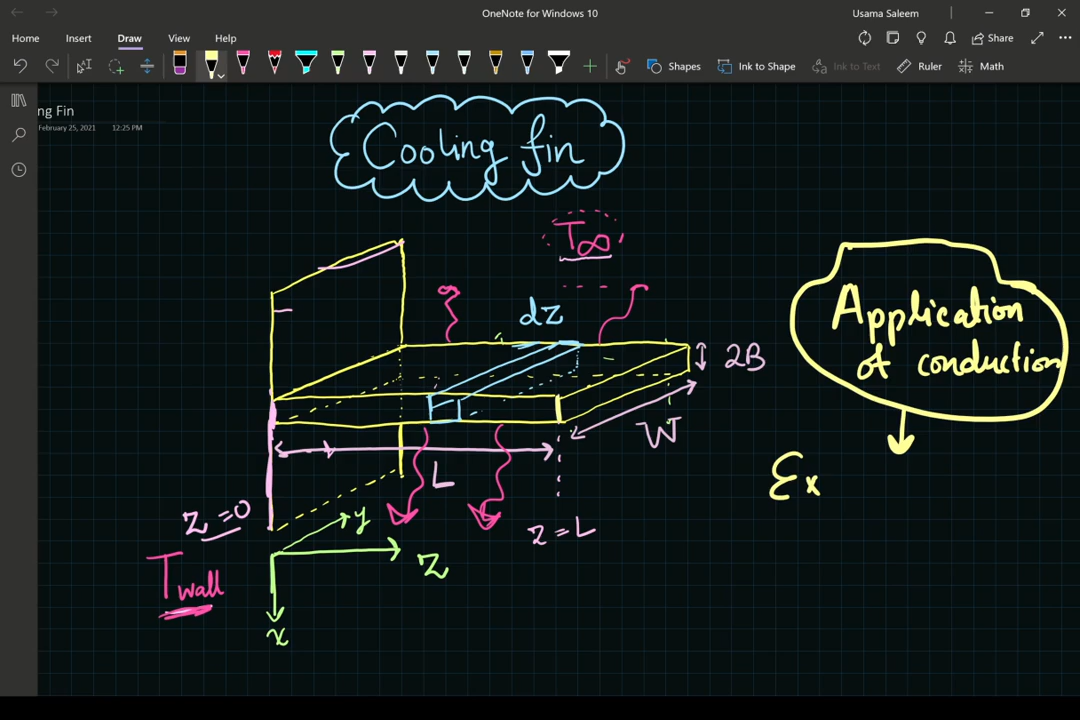 OneNote for Windows 10
Usama Saleem
Home Insert Draw View Help
Share
Shapes
Ink to Shape
Ink to Text
Ruler
Math
ng Fin
February 25, 2021 12:25 PM
Cooling fin
T∞
dz
2B
W
L
z = 0
z = L
Twall
y
z
x
Application
of conduction
Ex